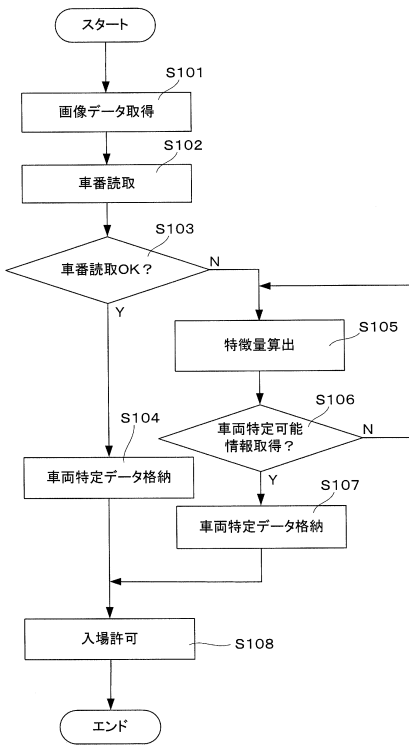 スタート
S101
画像データ取得
S102
車番読取
S103
車番読取OK？
N
Y
S105
特徴量算出
S106
車両特定可能
情報取得？
N
Y
S104
車両特定データ格納
S107
車両特定データ格納
入場許可
S108
エンド